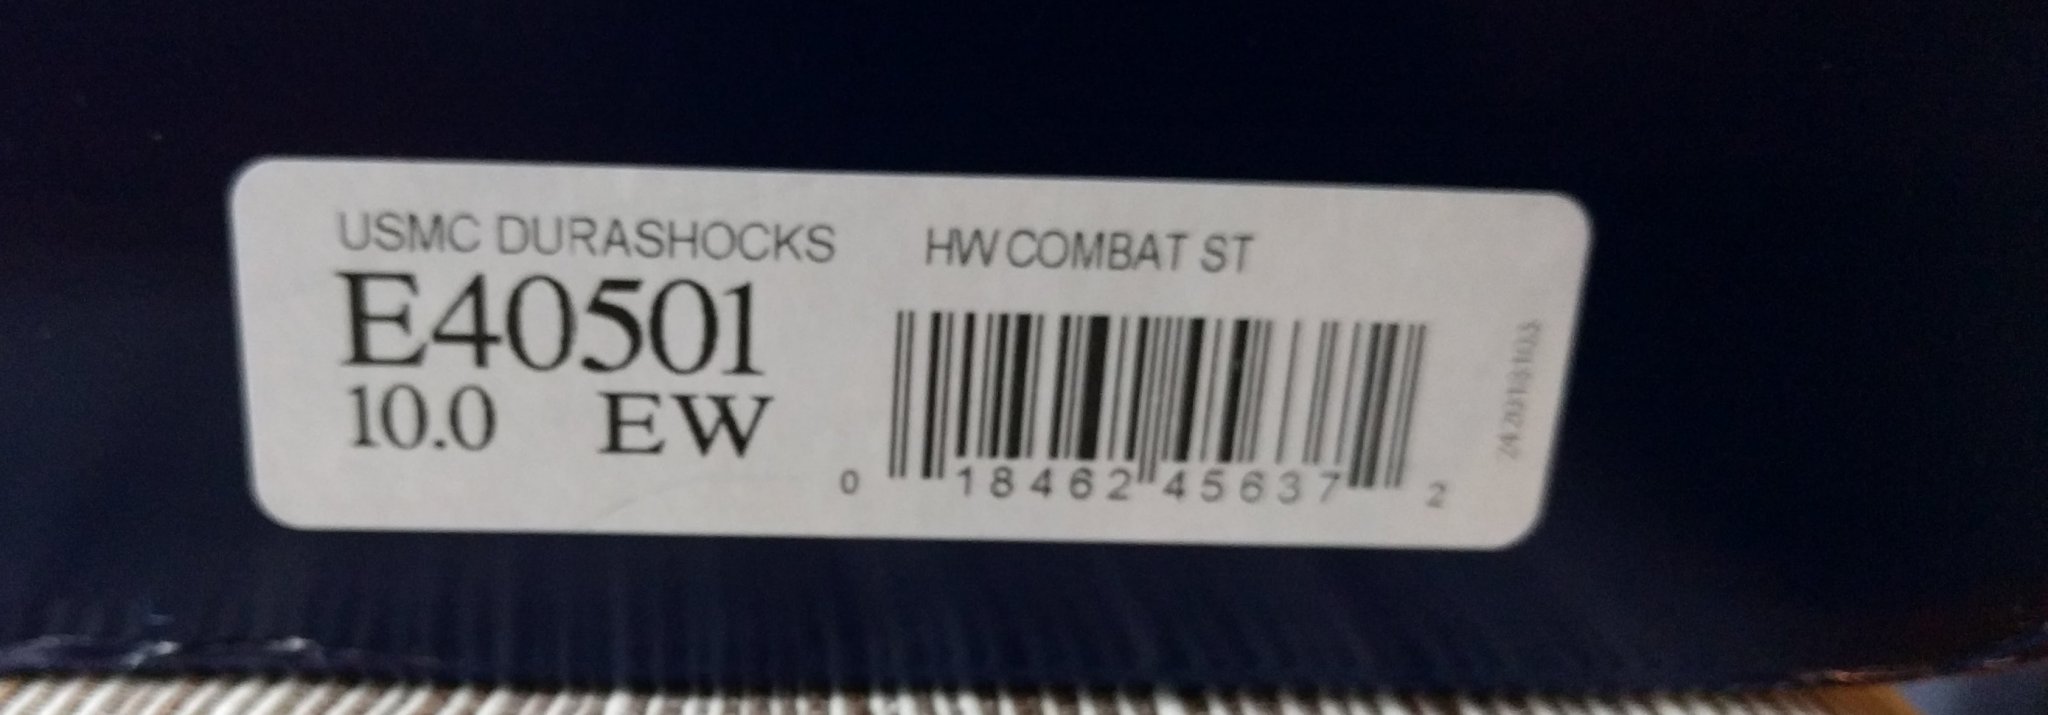 USMC DURASHOCKS HW COMBAT ST
E40501
10.0 EW
0 18462 45637 2